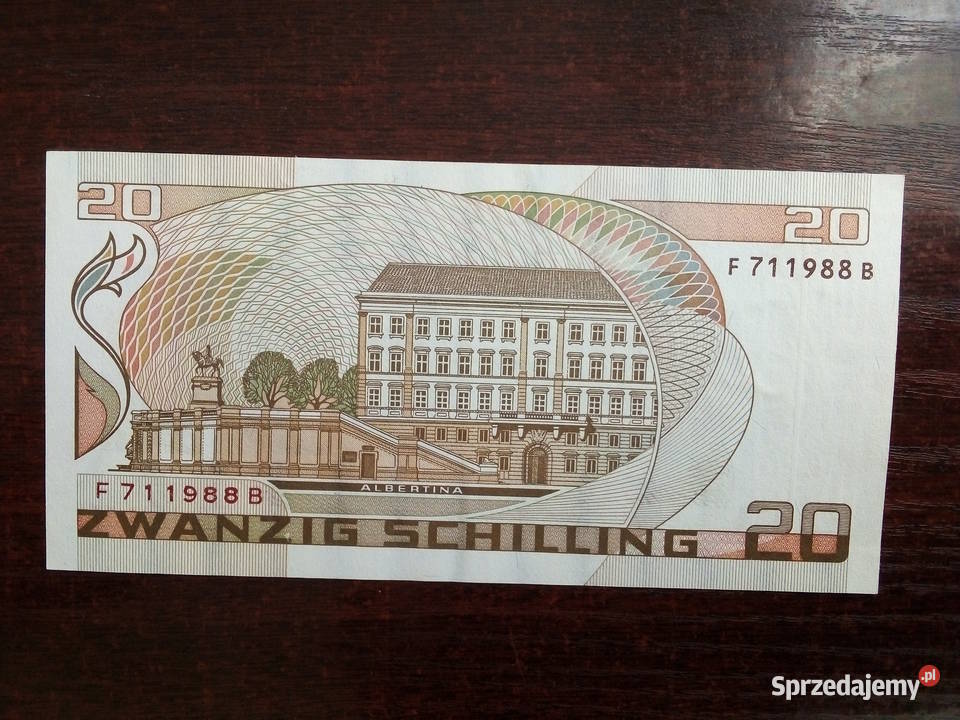 20
20
F 711988 B
ALBERTINA
F 711988 B
ZWANZIG SCHILLING 20
Sprzedajemy.pl